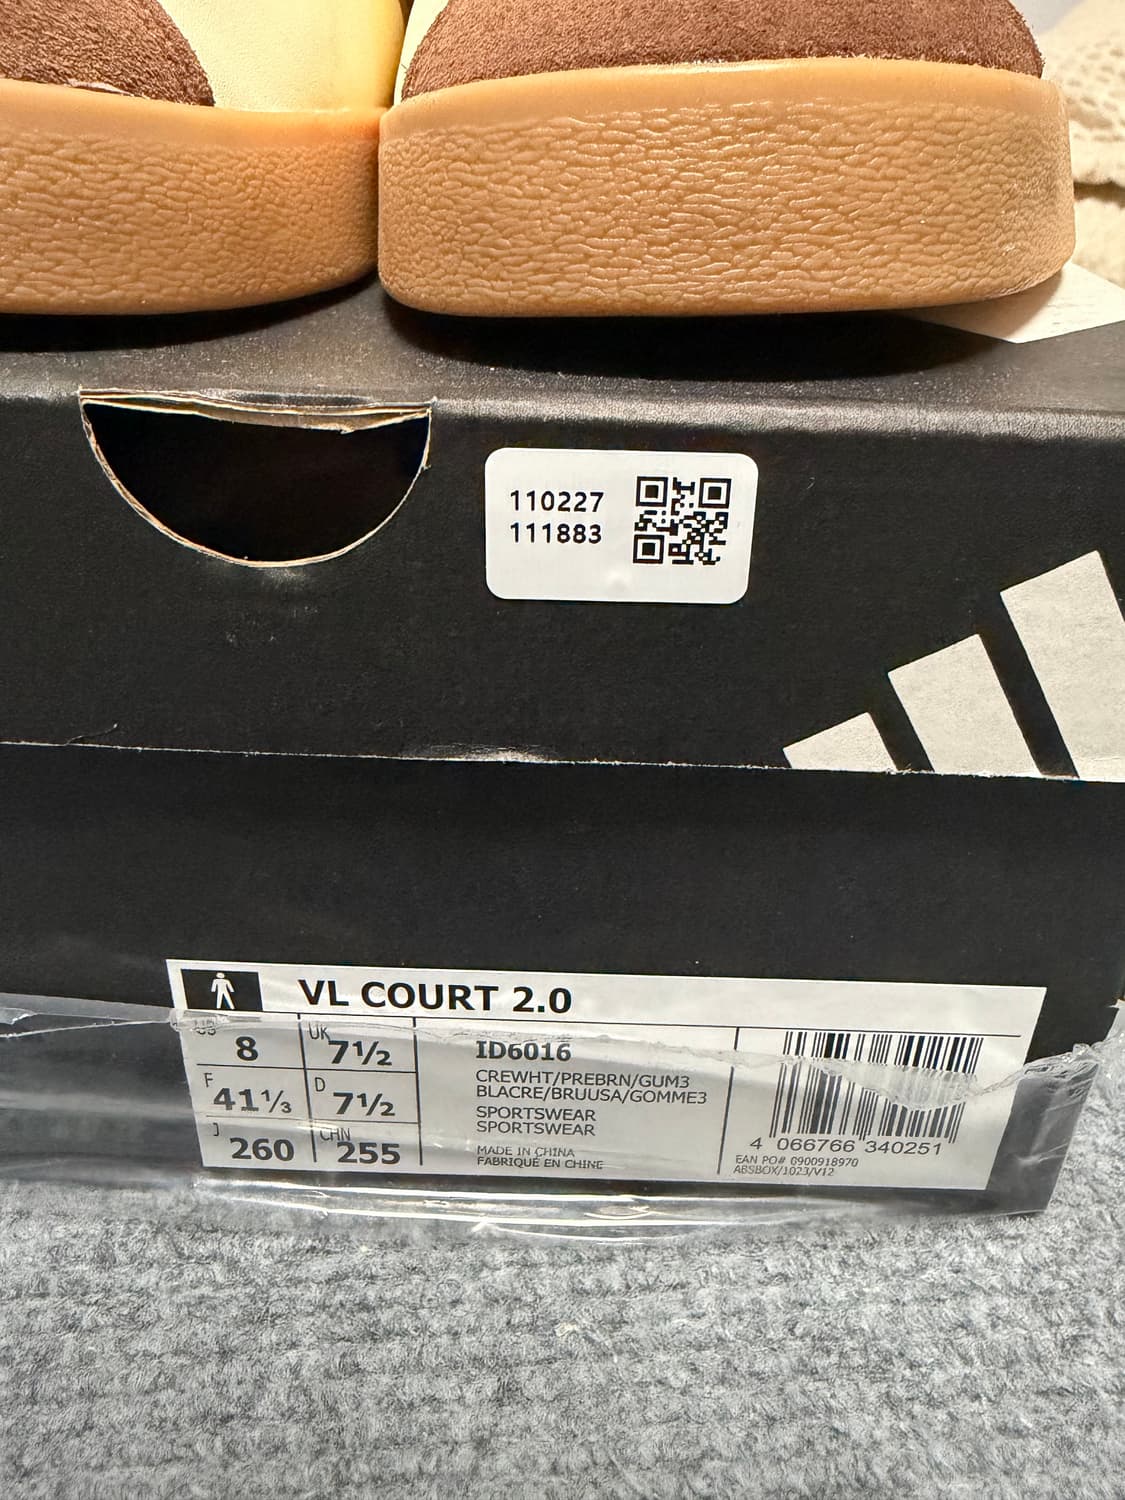 110227
111883
VL COURT 2.0
US 8
UK 7½
F 41⅓
D 7½
J 260
CHN 255
ID6016
CREWHT/PREBRN/GUM3
BLACRE/BRUUSA/GOMME3
SPORTSWEAR
SPORTSWEAR
MADE IN CHINA
FABRIQUÉ EN CHINE
4 066766 340251
EAN PO# 0900918970
ABSBOX/1023/V12